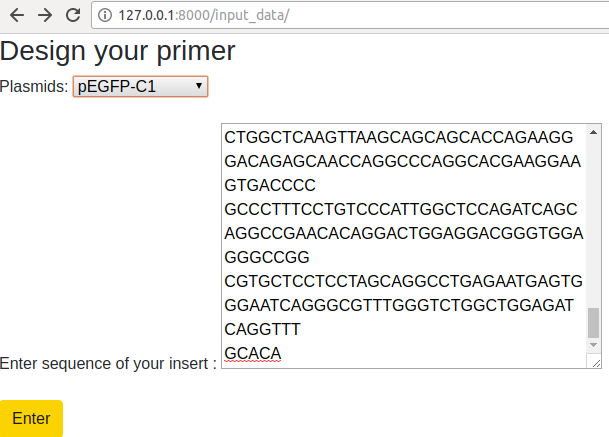 127.0.0.1:8000/input_data/
Design your primer
Plasmids: pEGFP-C1
CTGGCTCAAGTTAAGCAGCAGCACCAGAAGG
GACAGAGCAACCAGGCCCAGGCACGAAGGAA
GTGACCCC
GCCCTTTCCTGTCCCATTGGCTCCAGATCAGC
AGGCCGAACACAGGACTGGAGGACGGGTGGA
GGGCCGG
CGTGCTCCTCCTAGCAGGCCTGAGAATGAGTG
GGAATCAGGGCGTTTGGGTCTGGCTGGAGAT
CAGGTTT
GCACA
Enter sequence of your insert :
Enter